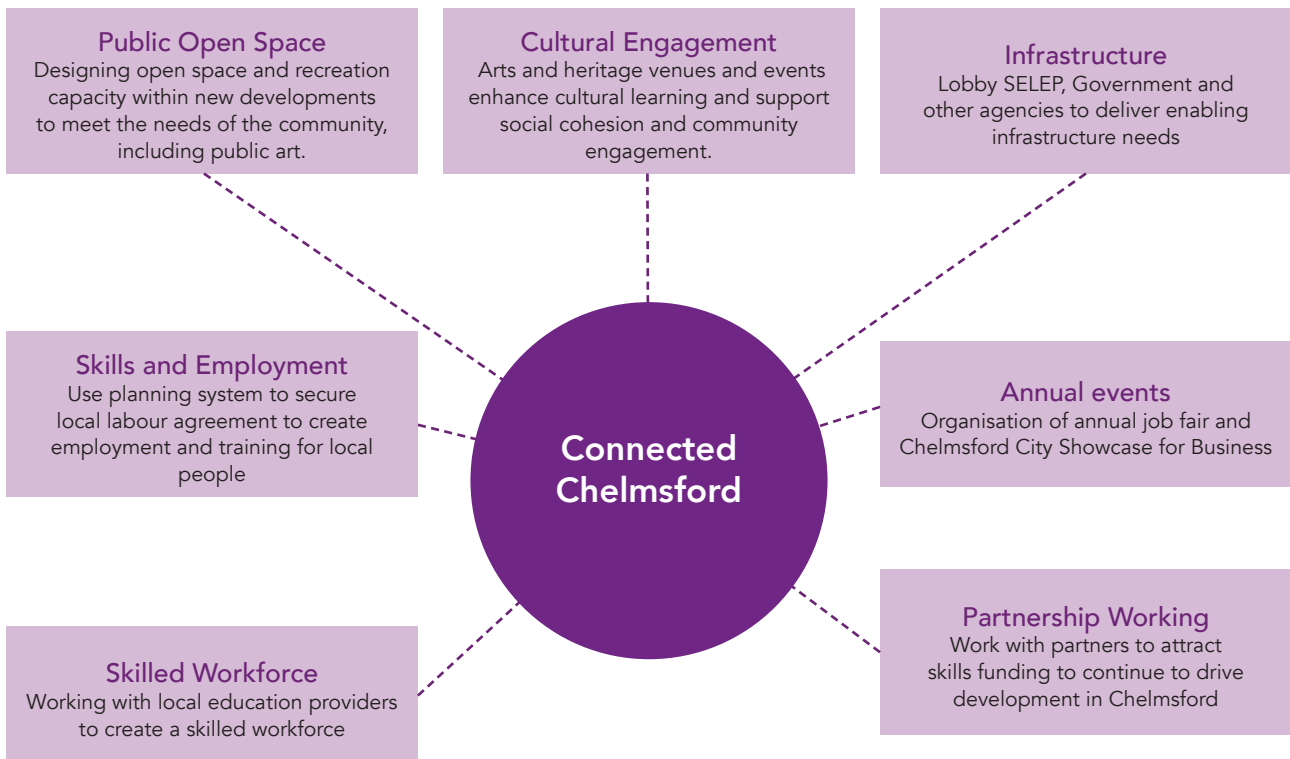 Public Open Space
Designing open space and recreation
capacity within new developments
to meet the needs of the community,
including public art.
Cultural Engagement
Arts and heritage venues and events
enhance cultural learning and support
social cohesion and community
engagement.
Infrastructure
Lobby SELEP, Government and
other agencies to deliver enabling
infrastructure needs
Skills and Employment
Use planning system to secure
local labour agreement to create
employment and training for local
people
Connected
Chelmsford
Annual events
Organisation of annual job fair and
Chelmsford City Showcase for Business
Skilled Workforce
Working with local education providers
to create a skilled workforce
Partnership Working
Work with partners to attract
skills funding to continue to drive
development in Chelmsford